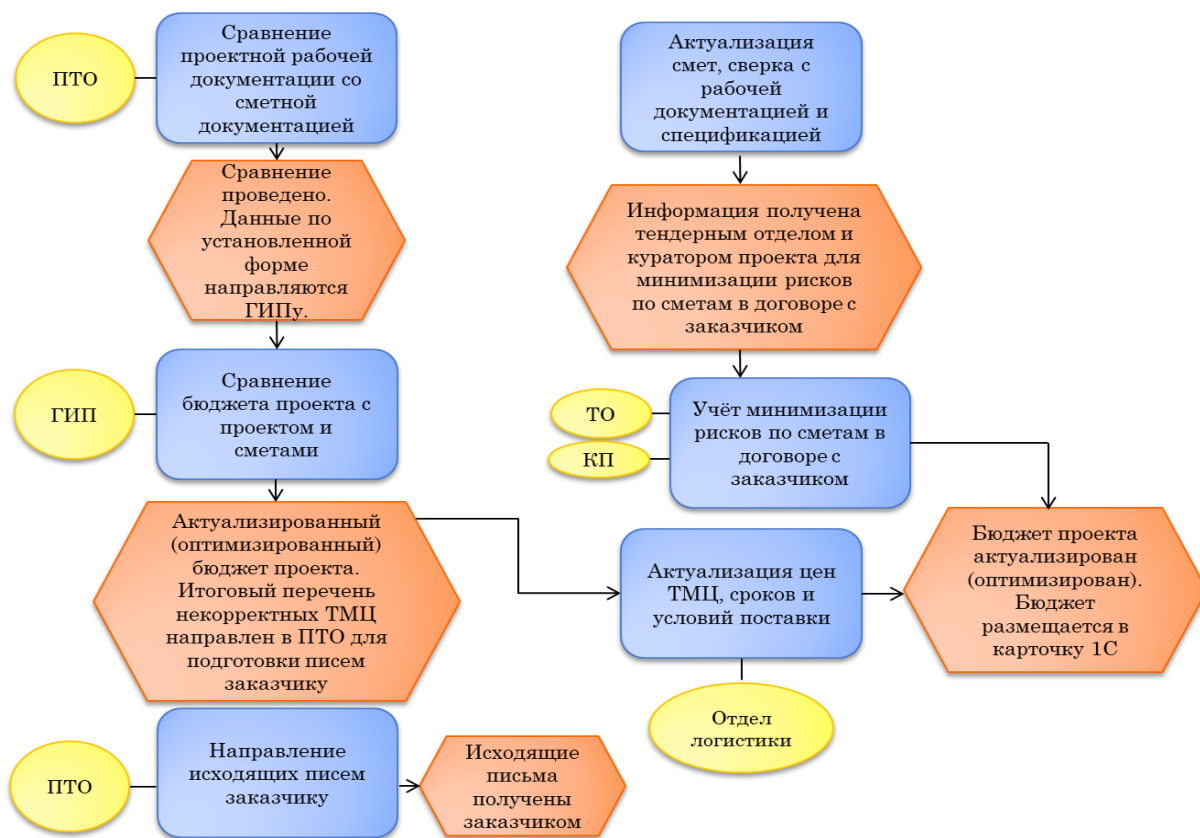 ПТО
Сравнение
проектной рабочей
документации со
сметной
документацией
Сравнение
проведено.
Данные по
установленной
форме
направляются
ГИПу.
ГИП
Сравнение
бюджета проекта с
проектом и
сметами
Актуализированный
(оптимизированный)
бюджет проекта.
Итоговый перечень
некорректных ТМЦ
направлен в ПТО для
подготовки писем
заказчику
ПТО
Направление
исходящих писем
заказчику
Исходящие
письма
получены
заказчиком
Актуализация
смет, сверка с
рабочей
документацией и
спецификацией
Информация получена
тендерным отделом и
куратором проекта для
минимизации рисков
по сметам в договоре с
заказчиком
ТО
КП
Учёт минимизации
рисков по сметам в
договоре с
заказчиком
Актуализация цен
ТМЦ, сроков и
условий поставки
Отдел
логистики
Бюджет проекта
актуализирован
(оптимизирован).
Бюджет
размещается в
карточку 1С